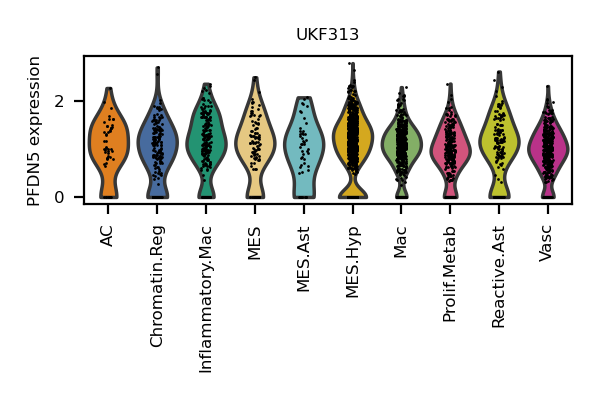 UKF313
PFDN5 expression
2
0
AC
Chromatin.Reg
Inflammatory.Mac
MES
MES.Ast
MES.Hyp
Mac
Prolif.Metab
Reactive.Ast
Vasc